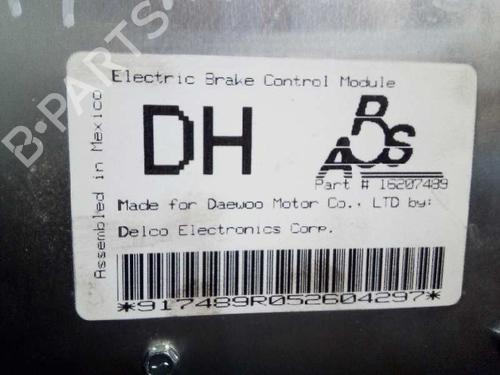 B-PARTS
Electric Brake Control Module
DH
ABS
Part # 16207489
Made for Daewoo Motor Co., LTD by:
Delco Electronics Corp.
*917489R052604297*
Assembled in Mexico